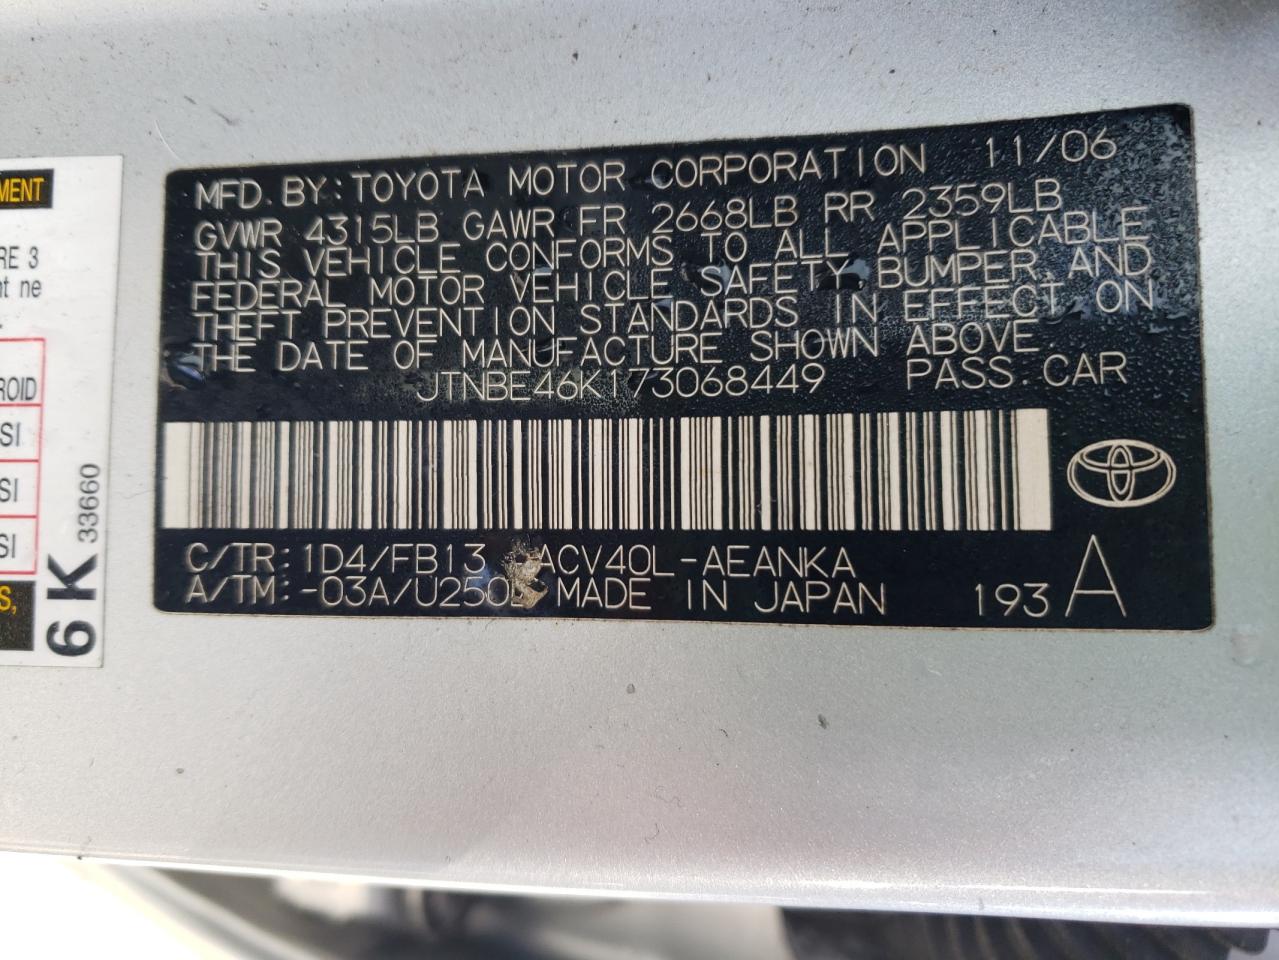 MENT
RE 3
nt ne
ROID
SI
SI
SI
S,
6 K 33660
MFD. BY: TOYOTA MOTOR CORPORATION 11/06
GVWR 4315LB GAWR FR 2668LB RR 2359LB
THIS VEHICLE CONFORMS TO ALL APPLICABLE
FEDERAL MOTOR VEHICLE SAFETY, BUMPER, AND
THEFT PREVENTION STANDARDS IN EFFECT ON
THE DATE OF MANUFACTURE SHOWN ABOVE.
JTNBE46K173068449 PASS. CAR
C/TR: 1D4/FB13 ACV40L-AEANKA
A/TM: -03A/U250E MADE IN JAPAN 193 A